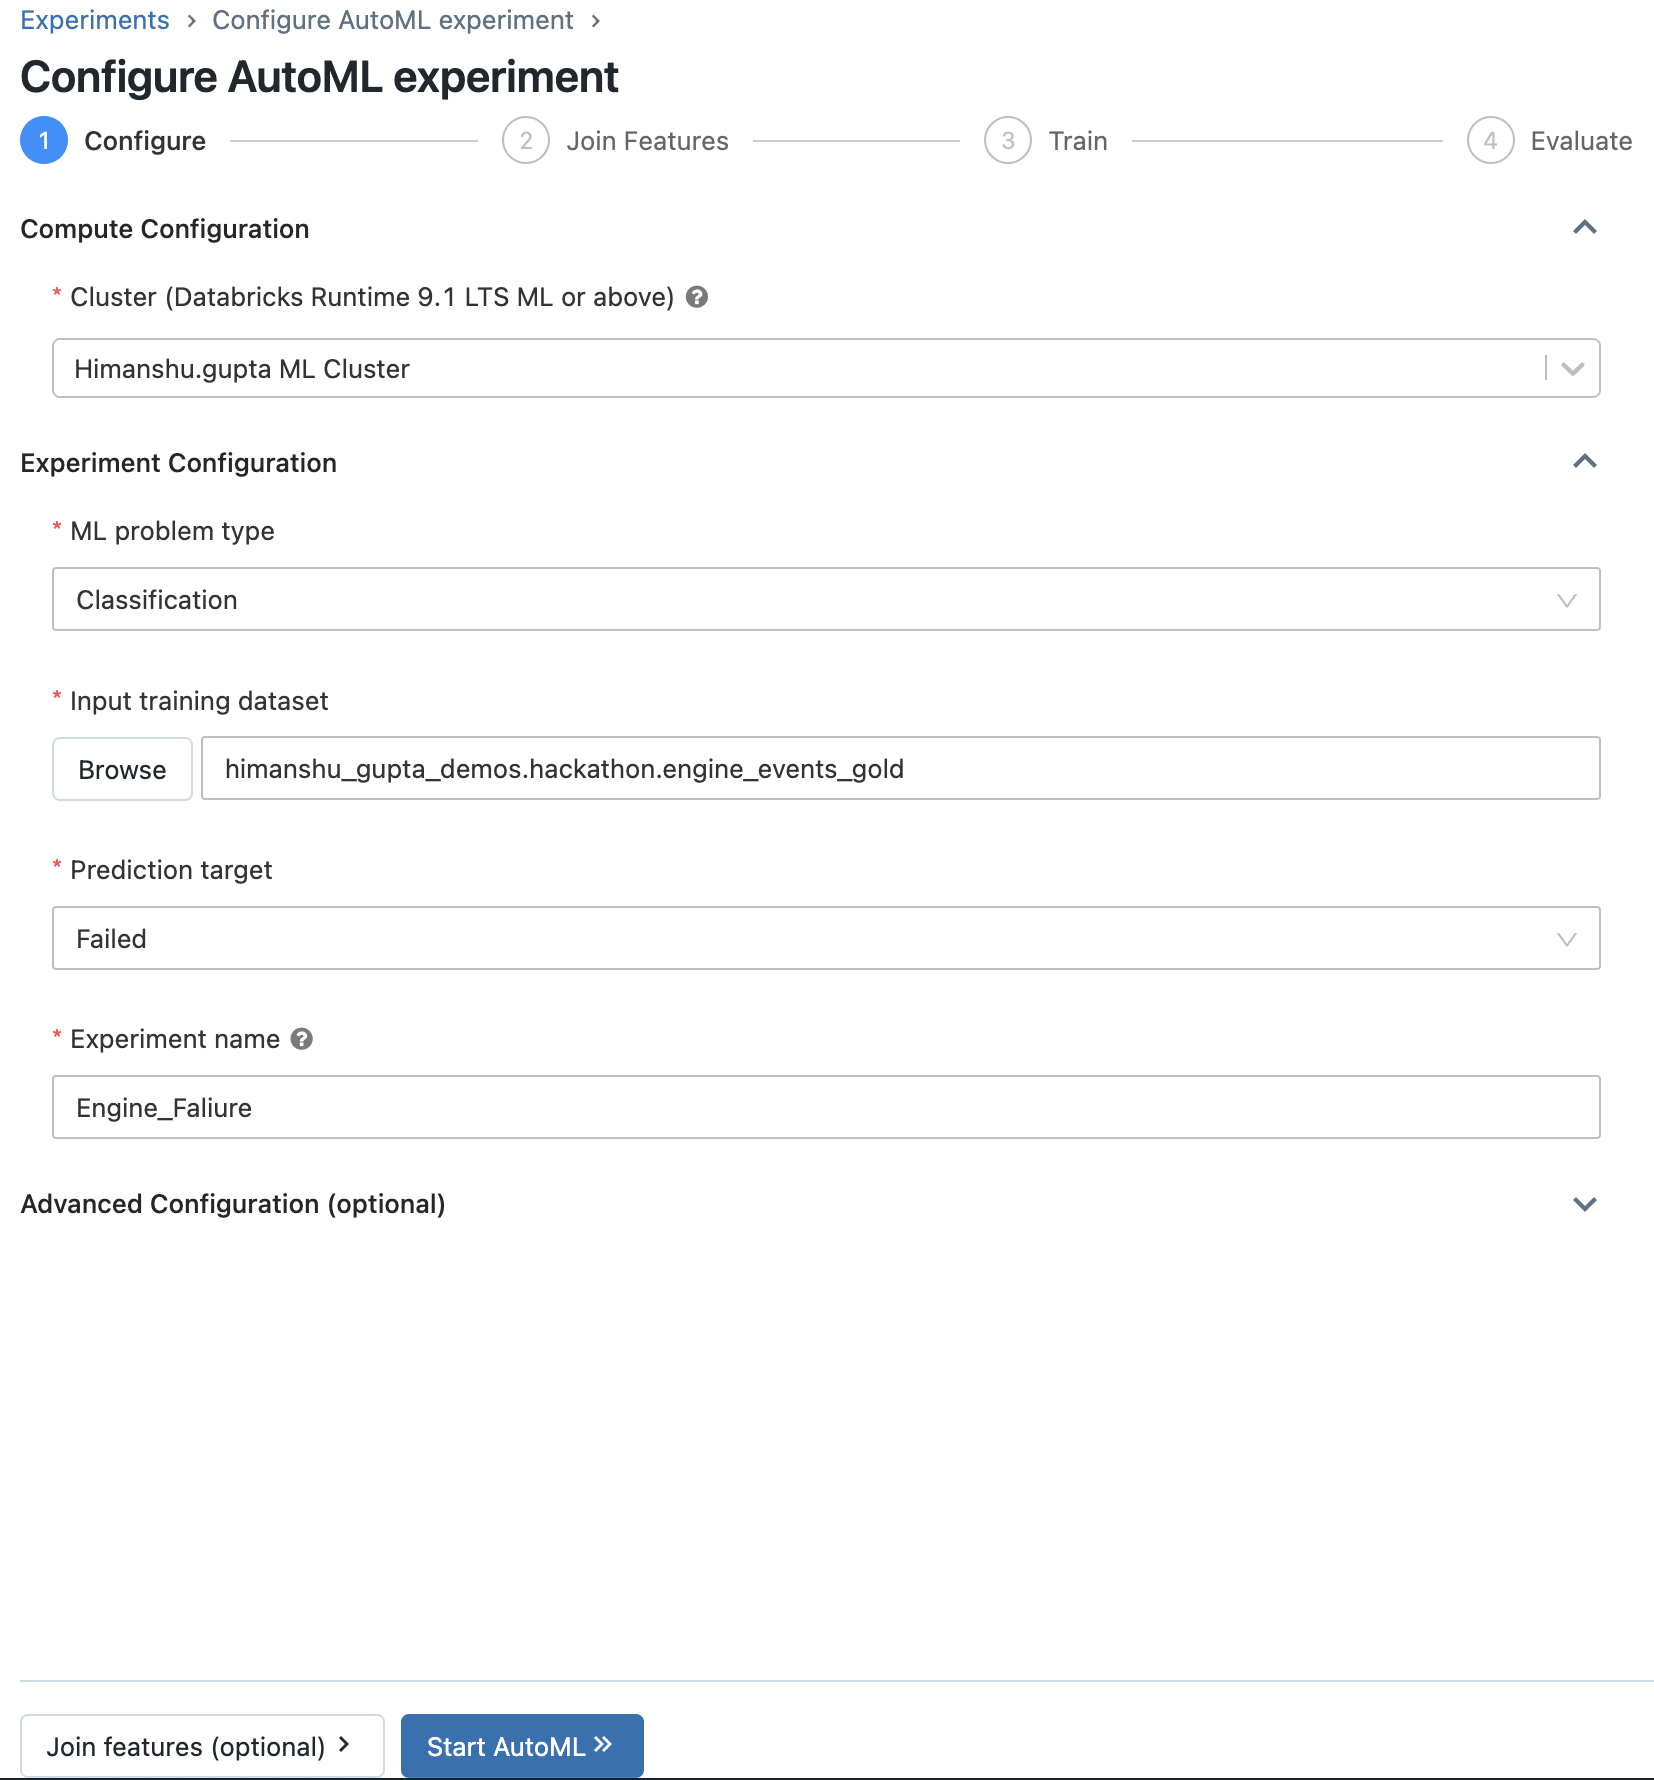 Experiments › Configure AutoML experiment ›
Configure AutoML experiment
1 Configure 2 Join Features 3 Train 4 Evaluate
Compute Configuration
* Cluster (Databricks Runtime 9.1 LTS ML or above) ?
Himanshu.gupta ML Cluster
Experiment Configuration
* ML problem type
Classification
* Input training dataset
Browse himanshu_gupta_demos.hackathon.engine_events_gold
* Prediction target
Failed
* Experiment name ?
Engine_Faliure
Advanced Configuration (optional)
Join features (optional) › Start AutoML »